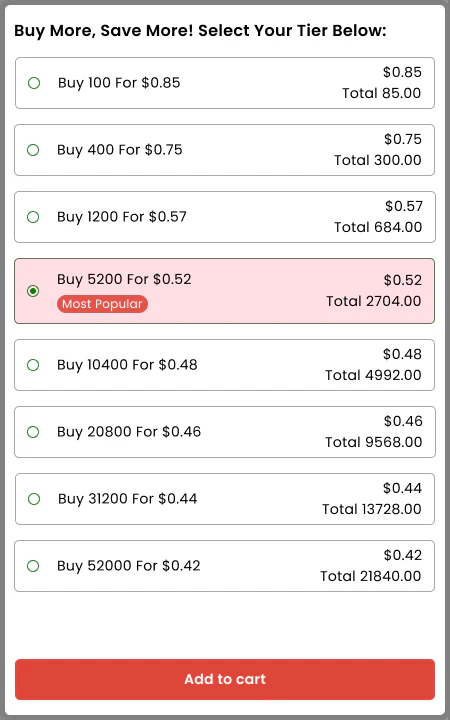 Buy More, Save More! Select Your Tier Below:
Buy 100 For $0.85
$0.85
Total 85.00
Buy 400 For $0.75
$0.75
Total 300.00
Buy 1200 For $0.57
$0.57
Total 684.00
Buy 5200 For $0.52
Most Popular
$0.52
Total 2704.00
Buy 10400 For $0.48
$0.48
Total 4992.00
Buy 20800 For $0.46
$0.46
Total 9568.00
Buy 31200 For $0.44
$0.44
Total 13728.00
Buy 52000 For $0.42
$0.42
Total 21840.00
Add to cart